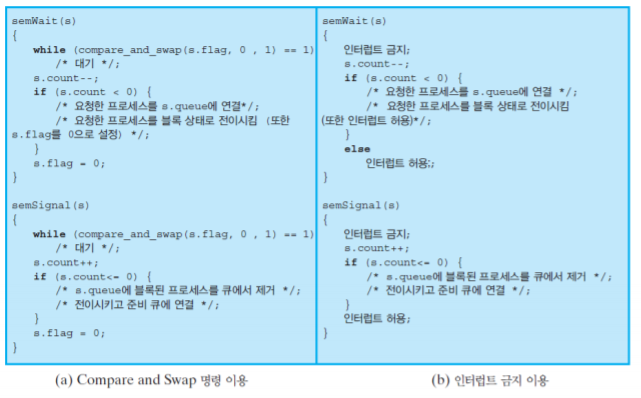 semWait(s)
{
while (compare_and_swap(s.flag, 0 , 1) == 1)
/* 대기 */;
s.count--;
if (s.count < 0) {
/* 요청한 프로세스를 s.queue에 연결*/;
/* 요청한 프로세스를 블록 상태로 전이시킴 (또한
s.flag를 0으로 설정) */;
}
s.flag = 0;
}
semSignal(s)
{
while (compare_and_swap(s.flag, 0 , 1) == 1)
/* 대기 */;
s.count++;
if (s.count<= 0) {
/* s.queue에 블록된 프로세스를 큐에서 제거 */;
/* 전이시키고 준비 큐에 연결 */;
}
s.flag = 0;
}
(a) Compare and Swap 명령 이용
semWait(s)
{
인터럽트 금지;
s.count--;
if (s.count < 0) {
/* 요청한 프로세스를 s.queue에 연결 */;
/* 요청한 프로세스를 블록 상태로 전이시킴
(또한 인터럽트 허용)*/;
}
else
인터럽트 허용;;
}
semSignal(s)
{
인터럽트 금지;
s.count++;
if (s.count<= 0) {
/* s.queue에 블록된 프로세스를 큐에서 제거 */;
/* 전이시키고 준비 큐에 연결 */;
}
인터럽트 허용;
}
(b) 인터럽트 금지 이용